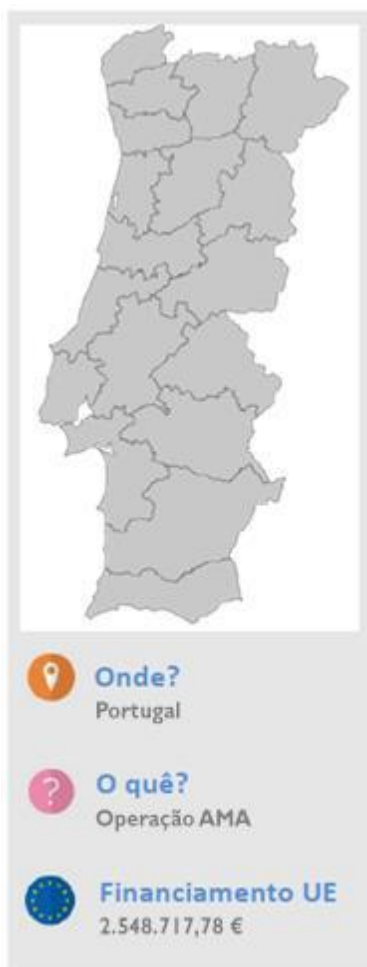 Onde?
Portugal
?
O quê?
Operação AMA
Financiamento UE
2.548.717,78 €